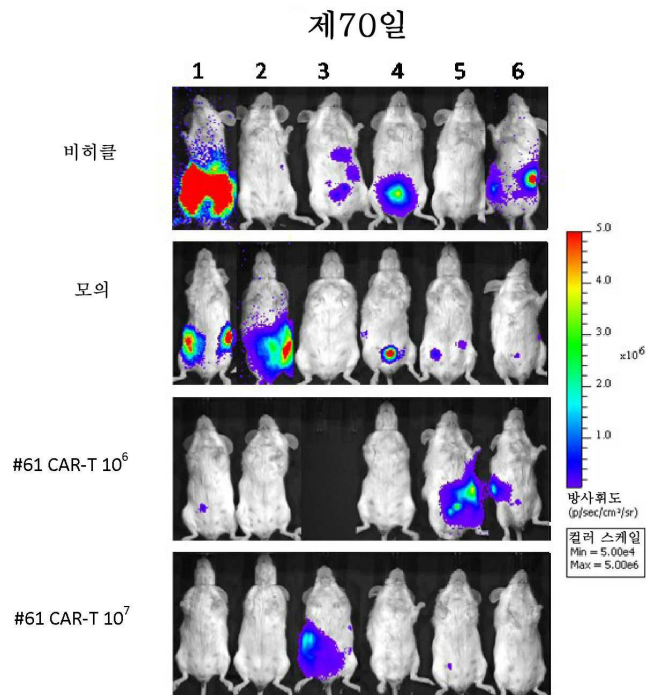 제70일
1 2 3 4 5 6
비히클
모의
#61 CAR-T 10⁶
#61 CAR-T 10⁷
5.0
4.0
3.0
x10⁶
2.0
1.0
방사휘도
(p/sec/cm²/sr)
컬러 스케일
Min = 5.00e4
Max = 5.00e6